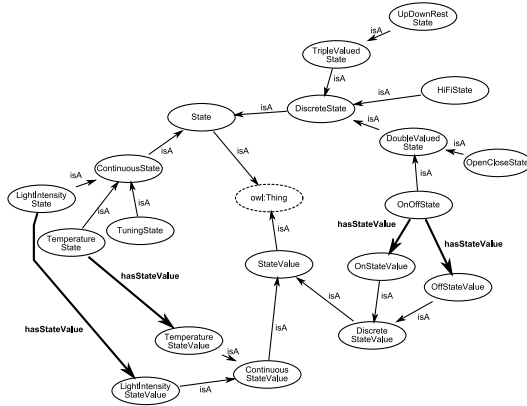 UpDownRest
State
isA
TripleValued
State
isA
HiFiState
isA
DiscreteState
isA
State
isA
DoubleValued
State
isA
OpenCloseState
isA
ContinuousState
isA
LightIntensity
State
isA
isA
isA
isA
owl:Thing
isA
OnOffState
Temperature
State
TuningState
hasStateValue
hasStateValue
isA
hasStateValue
StateValue
OnStateValue
OffStateValue
isA
isA
isA
isA
hasStateValue
Temperature
StateValue
Discrete
StateValue
isA
Continuous
StateValue
LightIntensity
StateValue
isA